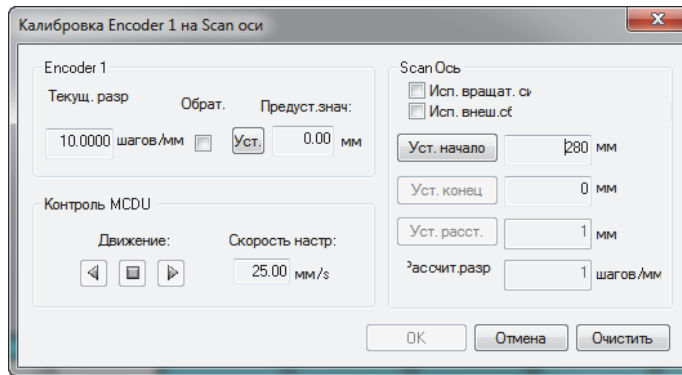 Калибровка Encoder 1 на Scan оси
Encoder 1
Текущ. разр
Обрат.
Предуст.знач:
10.0000 шагов/мм
Уст.
0.00 мм
Контроль MCDU
Движение:
Скорость настр:
25.00 мм/s
Scan Ось
Исп. вращат. си
Исп. внеш.сб
Уст. начало 280 мм
Уст. конец 0 мм
Уст. расст. 1 мм
Рассчит.разр 1 шагов/мм
OK Отмена Очистить